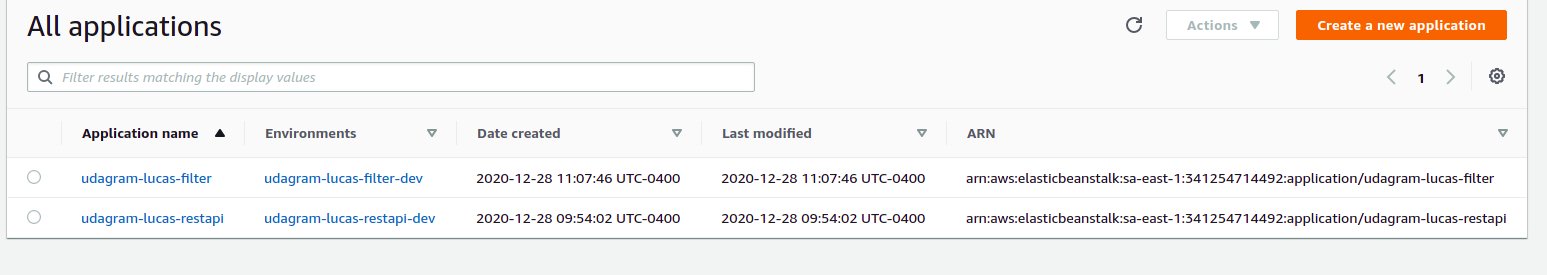 All applications
Actions
Create a new application
Filter results matching the display values
1
Application name Environments Date created Last modified ARN
udagram-lucas-filter udagram-lucas-filter-dev 2020-12-28 11:07:46 UTC-0400 2020-12-28 11:07:46 UTC-0400 arn:aws:elasticbeanstalk:sa-east-1:341254714492:application/udagram-lucas-filter
udagram-lucas-restapi udagram-lucas-restapi-dev 2020-12-28 09:54:02 UTC-0400 2020-12-28 09:54:02 UTC-0400 arn:aws:elasticbeanstalk:sa-east-1:341254714492:application/udagram-lucas-restapi